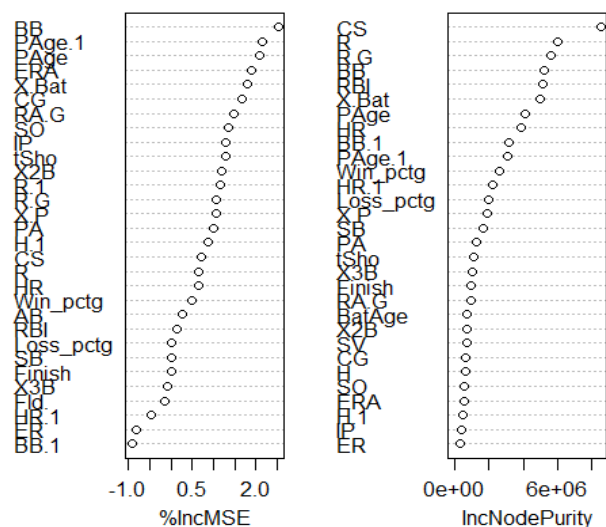 BB
PAge.1
PAge
ERA
X.Bat
CG
RA.G
SO
IP
tSho
X2B
R.1
R.G
X.P
PA
H.1
CS
R
HR
Win_pctg
AB
RBI
Loss_pctg
SB
Finish
X3B
Fld.
HR.1
ER
BB.1
-1.0 0.5 2.0
%IncMSE
CS
R
R.G
BB
RBI
X.Bat
PAge
HR
BB.1
PAge.1
Win_pctg
HR.1
Loss_pctg
X.P
SB
PA
tSho
X3B
Finish
RA.G
BatAge
X2B
SV
CG
H
SO
ERA
H.1
IP
ER
0e+00 6e+06
IncNodePurity